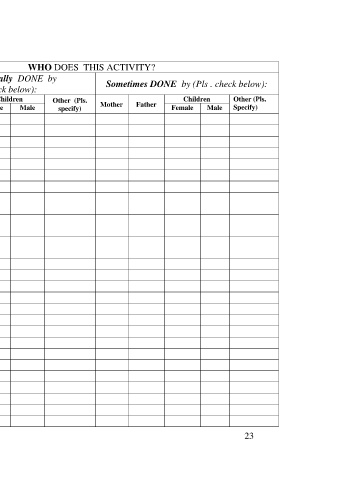 WHO DOES THIS ACTIVITY?
ally DONE by
ck below):
Sometimes DONE by (Pls . check below):
hildren
Other (Pls. specify)
Mother
Father
Children
Other (Pls. Specify)
e
Male
Female
Male
23